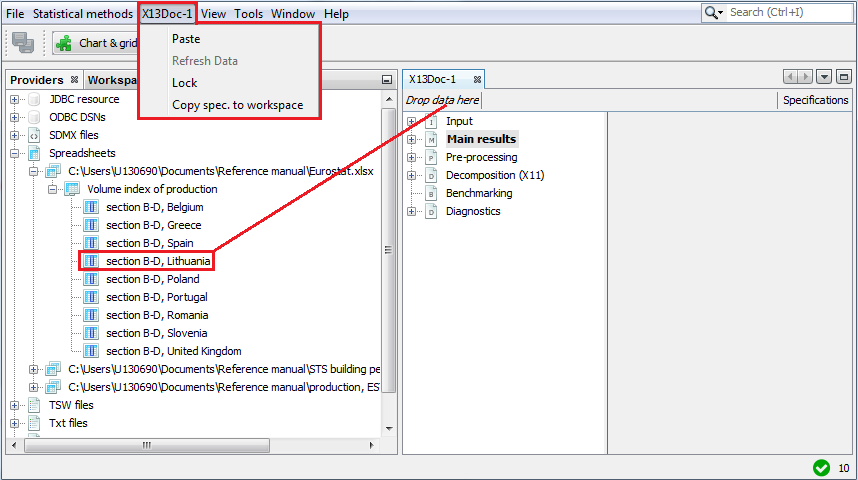 File Statistical methods X13Doc-1 View Tools Window Help Search (Ctrl+I)
Paste
Refresh Data
Lock
Copy spec. to workspace
Chart & grid
Providers Workspa
JDBC resource
ODBC DSNs
SDMX files
Spreadsheets
C:\Users\U130690\Documents\Reference manual\Eurostat.xlsx
Volume index of production
section B-D, Belgium
section B-D, Greece
section B-D, Spain
section B-D, Lithuania
section B-D, Poland
section B-D, Portugal
section B-D, Romania
section B-D, Slovenia
section B-D, United Kingdom
C:\Users\U130690\Documents\Reference manual\STS building pe
C:\Users\U130690\Documents\Reference manual\production, ES
TSW files
Txt files
X13Doc-1
Drop data here Specifications
I Input
M Main results
P Pre-processing
D Decomposition (X11)
B Benchmarking
D Diagnostics
10